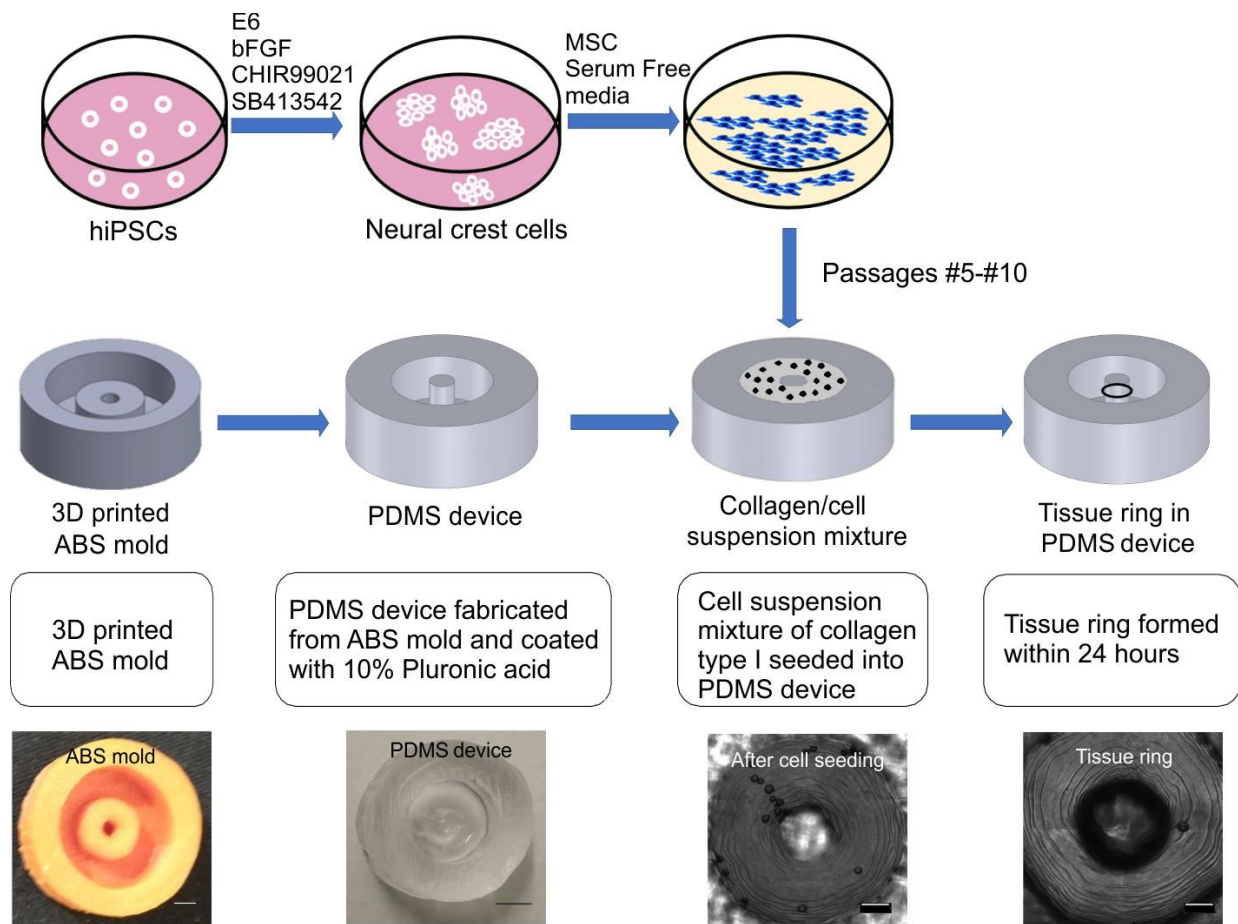 E6
bFGF
CHIR99021
SB413542
MSC
Serum Free
media
hiPSCs
Neural crest cells
Passages #5-#10
3D printed
ABS mold
PDMS device
Collagen/cell
suspension mixture
Tissue ring in
PDMS device
3D printed
ABS mold
PDMS device fabricated
from ABS mold and coated
with 10% Pluronic acid
Cell suspension
mixture of collagen
type I seeded into
PDMS device
Tissue ring formed
within 24 hours
ABS mold
PDMS device
After cell seeding
Tissue ring